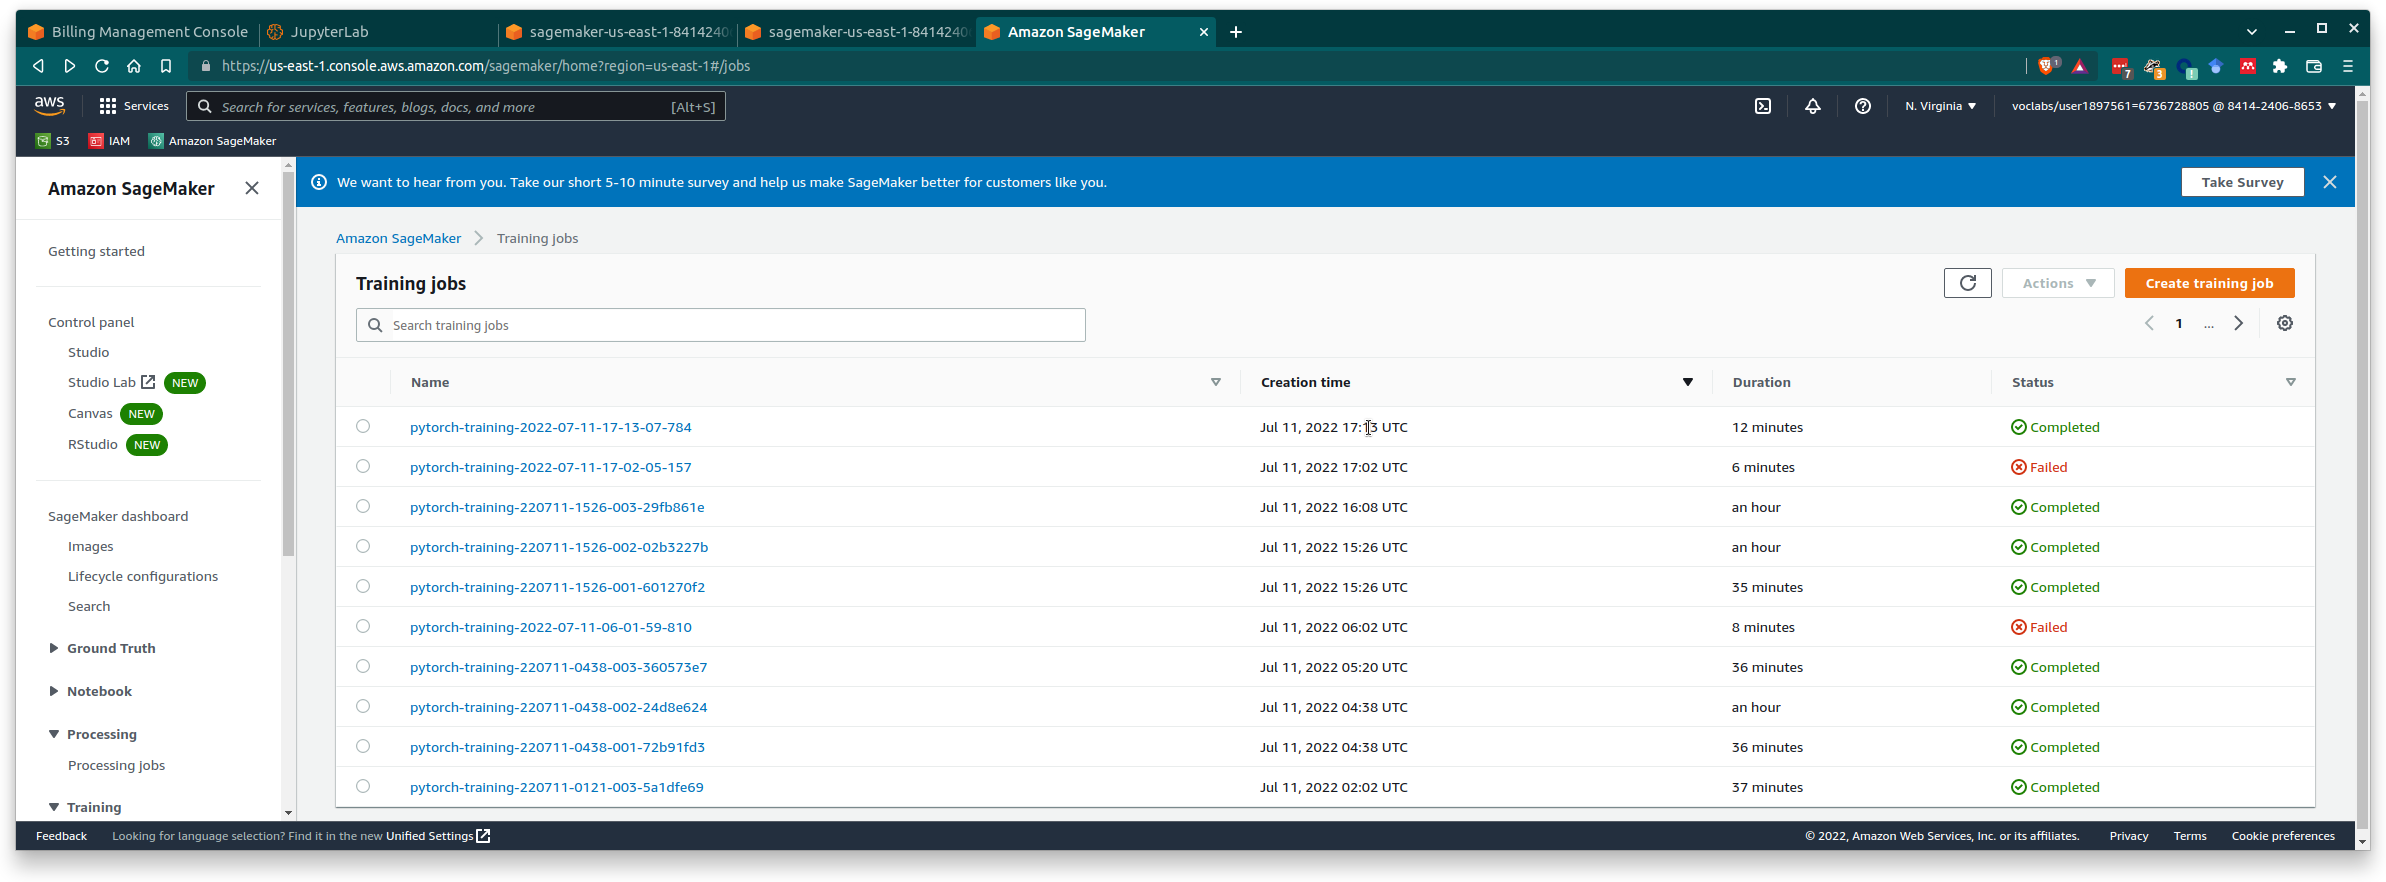 Billing Management Console JupyterLab sagemaker-us-east-1-8414240 sagemaker-us-east-1-8414240 Amazon SageMaker
https://us-east-1.console.aws.amazon.com/sagemaker/home?region=us-east-1#/jobs 1 7 3
aws Services Search for services, features, blogs, docs, and more [Alt+S] N. Virginia voclabs/user1897561=6736728805 @ 8414-2406-8653
S3 IAM Amazon SageMaker
Amazon SageMaker
We want to hear from you. Take our short 5-10 minute survey and help us make SageMaker better for customers like you. Take Survey
Getting started
Control panel
Studio
Studio Lab NEW
Canvas NEW
RStudio NEW
SageMaker dashboard
Images
Lifecycle configurations
Search
Ground Truth
Notebook
Processing
Processing jobs
Training
Amazon SageMaker Training jobs
Training jobs Actions Create training job
Search training jobs 1 ...
Name Creation time Duration Status
pytorch-training-2022-07-11-17-13-07-784 Jul 11, 2022 17:13 UTC 12 minutes Completed
pytorch-training-2022-07-11-17-02-05-157 Jul 11, 2022 17:02 UTC 6 minutes Failed
pytorch-training-220711-1526-003-29fb861e Jul 11, 2022 16:08 UTC an hour Completed
pytorch-training-220711-1526-002-02b3227b Jul 11, 2022 15:26 UTC an hour Completed
pytorch-training-220711-1526-001-601270f2 Jul 11, 2022 15:26 UTC 35 minutes Completed
pytorch-training-2022-07-11-06-01-59-810 Jul 11, 2022 06:02 UTC 8 minutes Failed
pytorch-training-220711-0438-003-360573e7 Jul 11, 2022 05:20 UTC 36 minutes Completed
pytorch-training-220711-0438-002-24d8e624 Jul 11, 2022 04:38 UTC an hour Completed
pytorch-training-220711-0438-001-72b91fd3 Jul 11, 2022 04:38 UTC 36 minutes Completed
pytorch-training-220711-0121-003-5a1dfe69 Jul 11, 2022 02:02 UTC 37 minutes Completed
Feedback Looking for language selection? Find it in the new Unified Settings © 2022, Amazon Web Services, Inc. or its affiliates. Privacy Terms Cookie preferences